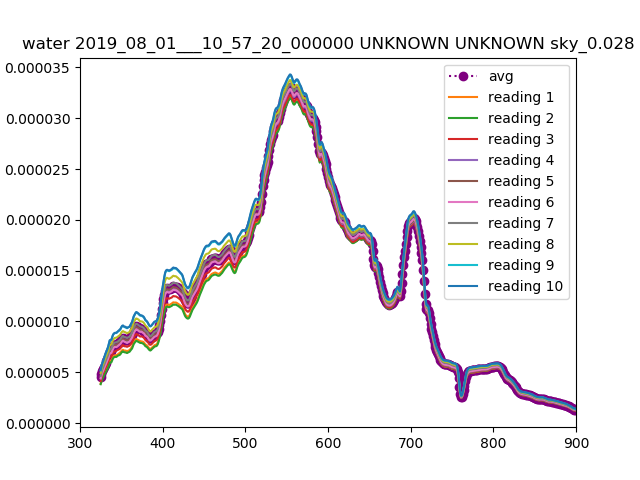 water 2019_08_01___10_57_20_000000 UNKNOWN UNKNOWN sky_0.028
0.000035
0.000030
0.000025
0.000020
0.000015
0.000010
0.000005
0.000000
300 400 500 600 700 800 900
avg
reading 1
reading 2
reading 3
reading 4
reading 5
reading 6
reading 7
reading 8
reading 9
reading 10